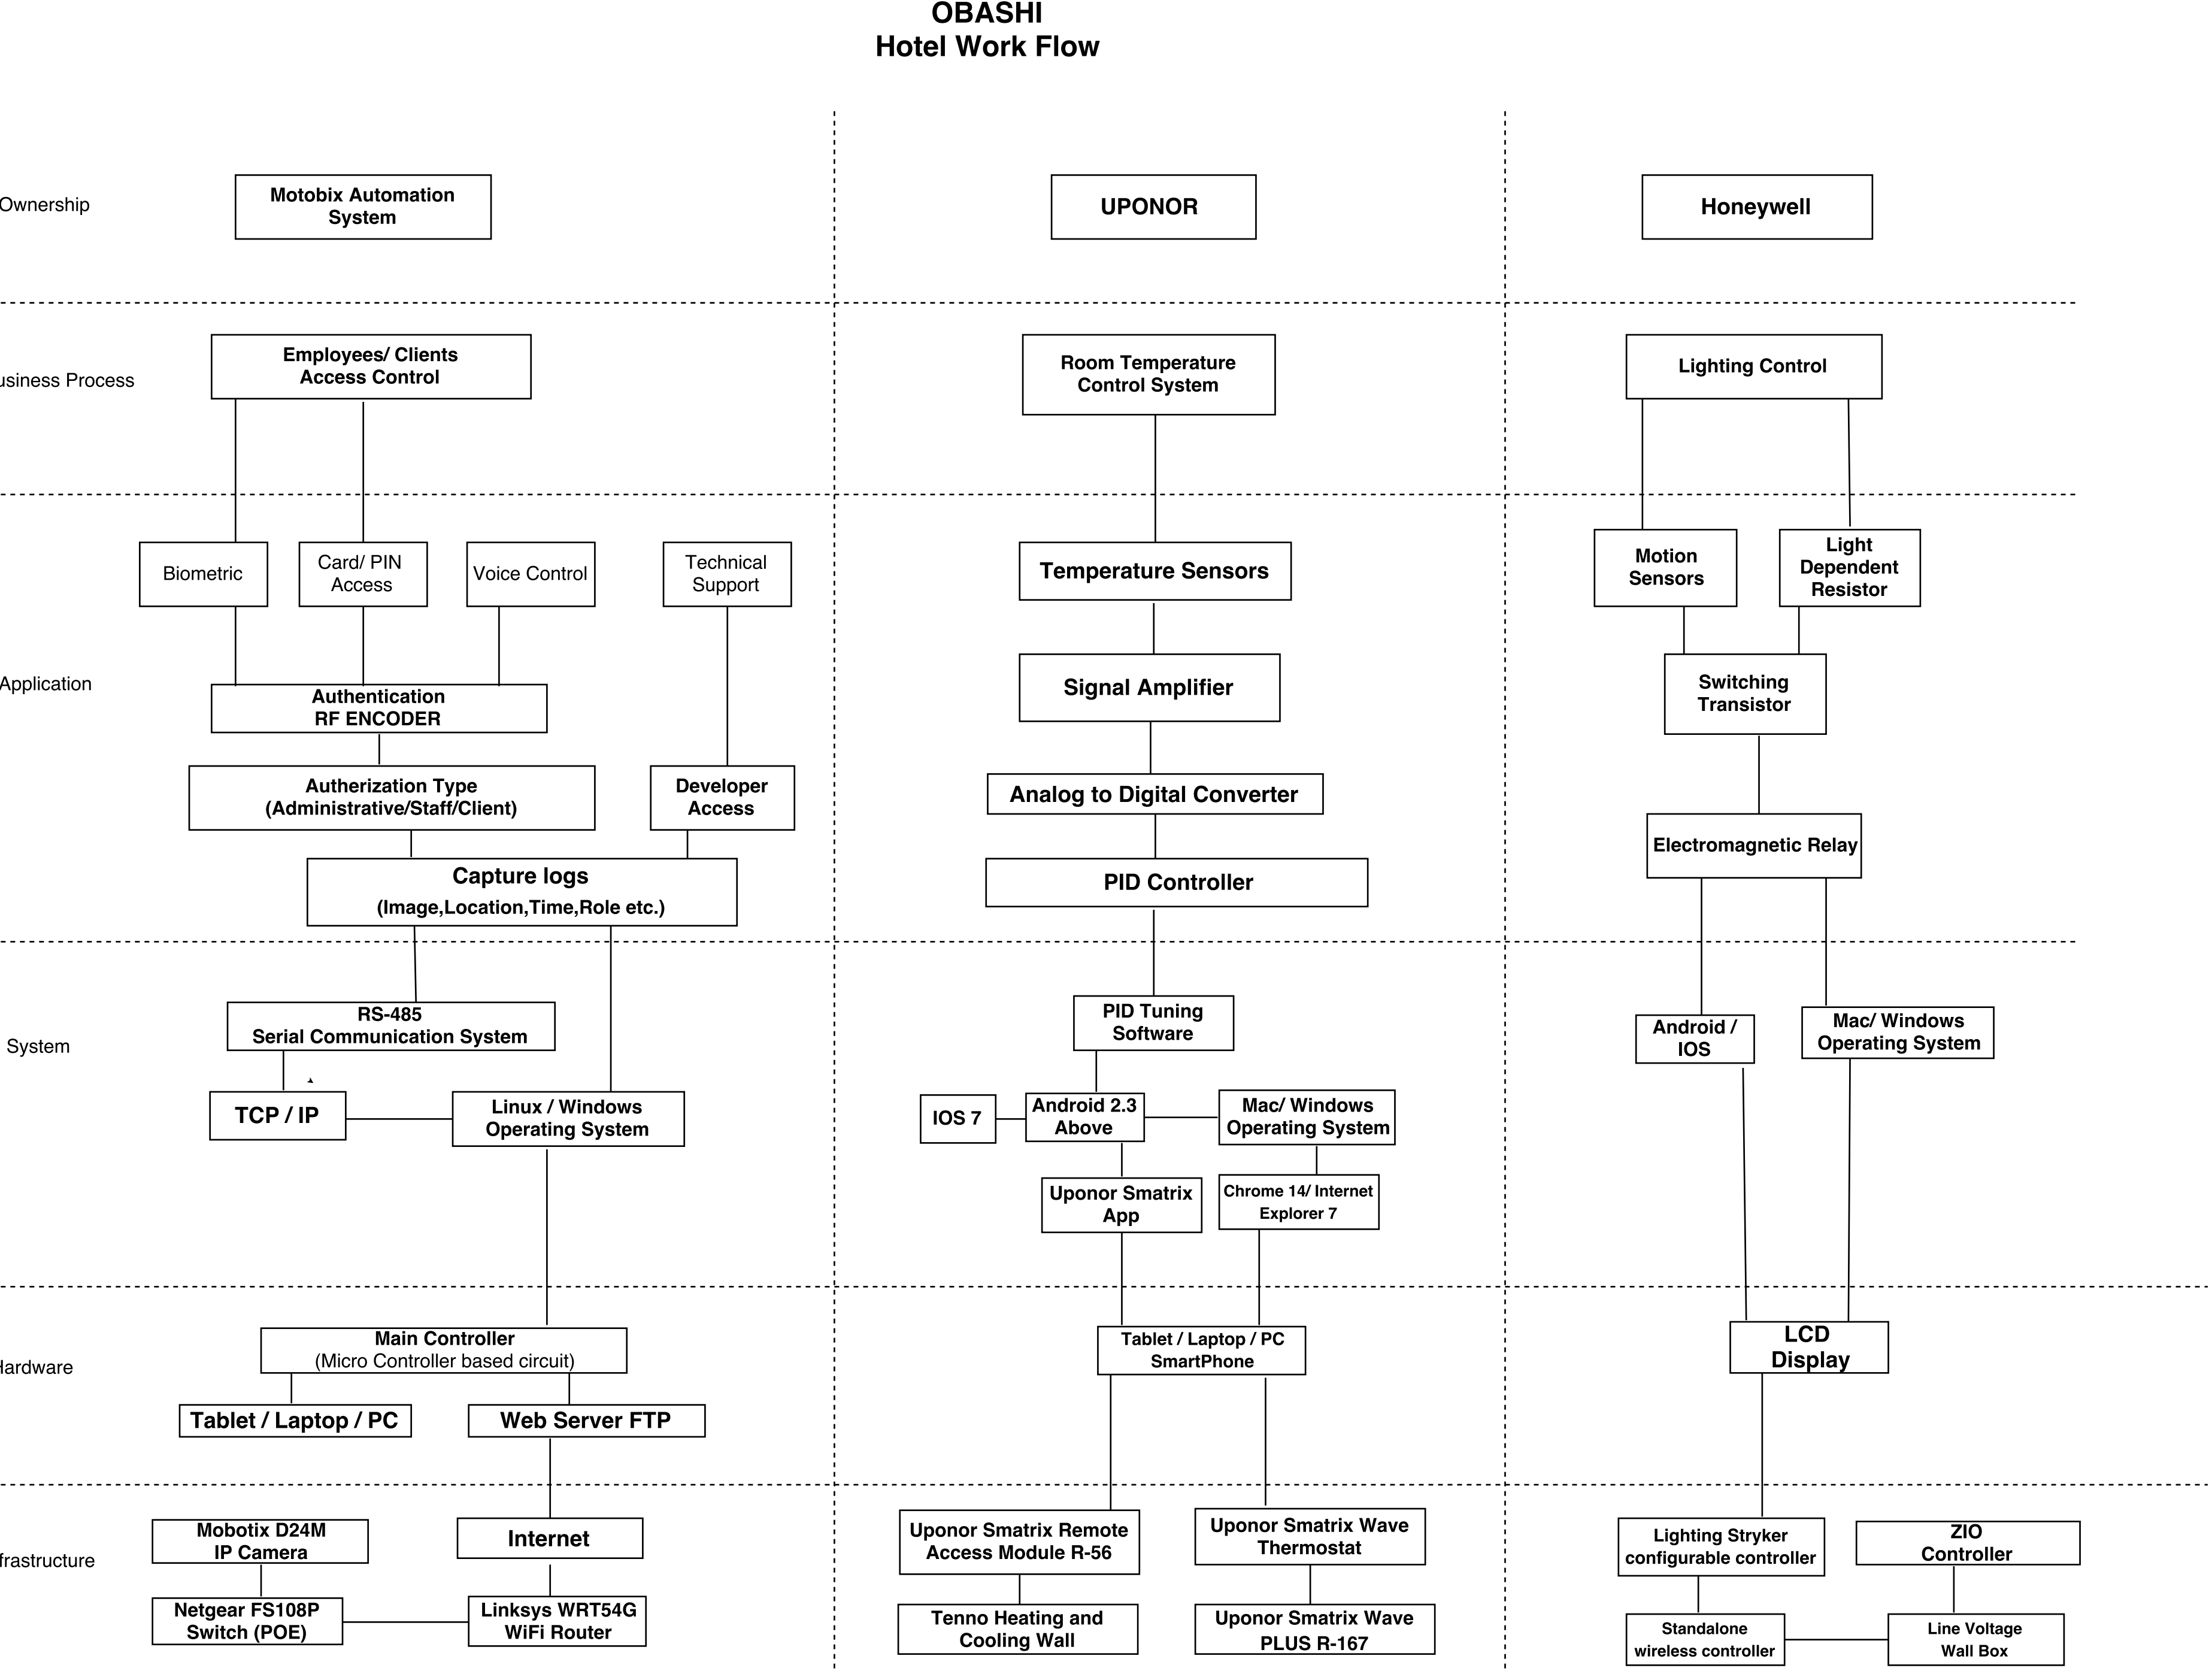 OBASHI
Hotel Work Flow
Ownership
Motobix Automation
System
UPONOR
Honeywell
usiness Process
Employees/ Clients
Access Control
Room Temperature
Control System
Lighting Control
Application
Biometric
Card/ PIN
Access
Voice Control
Technical
Support
Authentication
RF ENCODER
Autherization Type
(Administrative/Staff/Client)
Developer
Access
Capture logs
(Image,Location,Time,Role etc.)
Temperature Sensors
Signal Amplifier
Analog to Digital Converter
PID Controller
Motion
Sensors
Light
Dependent
Resistor
Switching
Transistor
Electromagnetic Relay
System
RS-485
Serial Communication System
TCP / IP
Linux / Windows
Operating System
PID Tuning
Software
IOS 7
Android 2.3
Above
Mac/ Windows
Operating System
Uponor Smatrix
App
Chrome 14/ Internet
Explorer 7
Android /
IOS
Mac/ Windows
Operating System
Hardware
Main Controller
(Micro Controller based circuit)
Tablet / Laptop / PC
Web Server FTP
Tablet / Laptop / PC
SmartPhone
LCD
Display
frastructure
Mobotix D24M
IP Camera
Internet
Netgear FS108P
Switch (POE)
Linksys WRT54G
WiFi Router
Uponor Smatrix Remote
Access Module R-56
Uponor Smatrix Wave
Thermostat
Tenno Heating and
Cooling Wall
Uponor Smatrix Wave
PLUS R-167
Lighting Stryker
configurable controller
ZIO
Controller
Standalone
wireless controller
Line Voltage
Wall Box